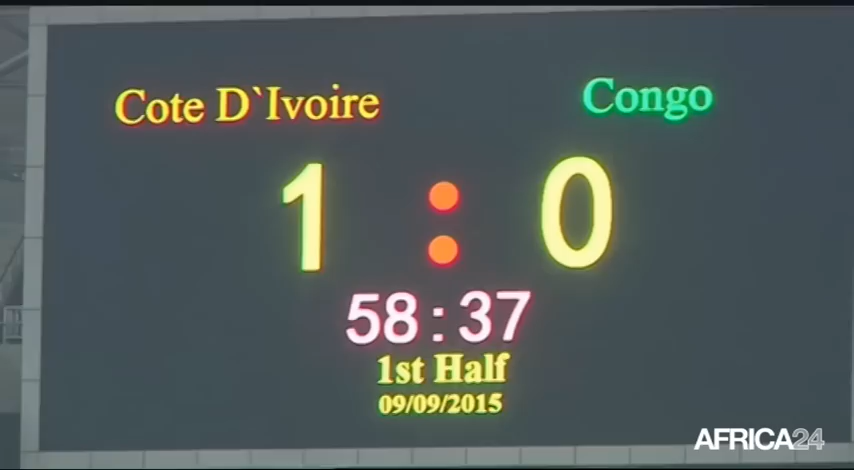 Cote D`Ivoire Congo
1 : 0
58:37
1st Half
09/09/2015
AFRICA24